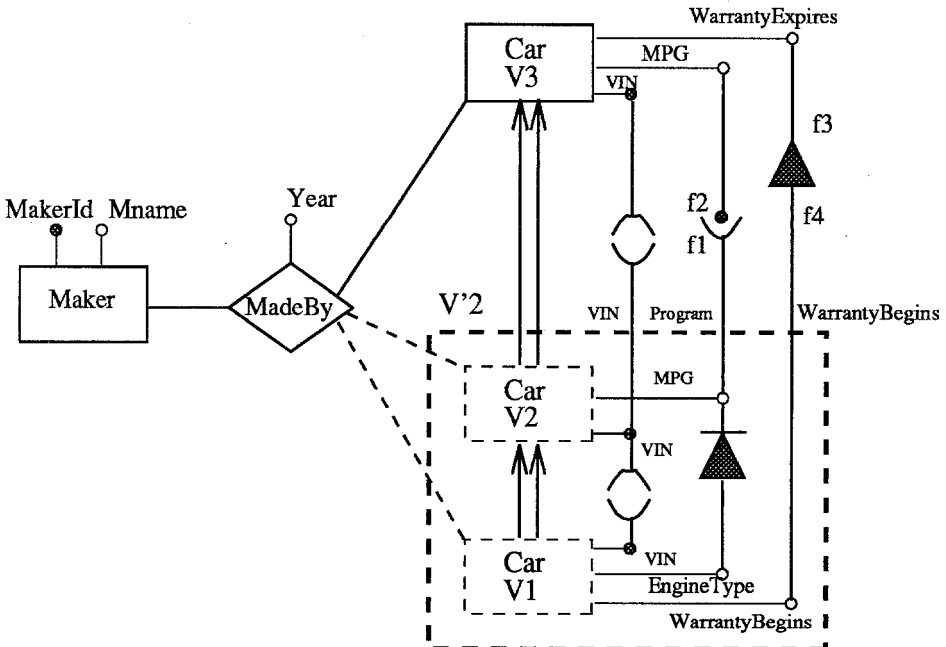 WarrantyExpires
Car
V3
MPG
VIN
f3
MakerId Mname
Year
f2
f4
f1
Maker
MadeBy
V'2
VIN
Program
WarrantyBegins
Car
V2
MPG
VIN
Car
V1
VIN
EngineType
WarrantyBegins